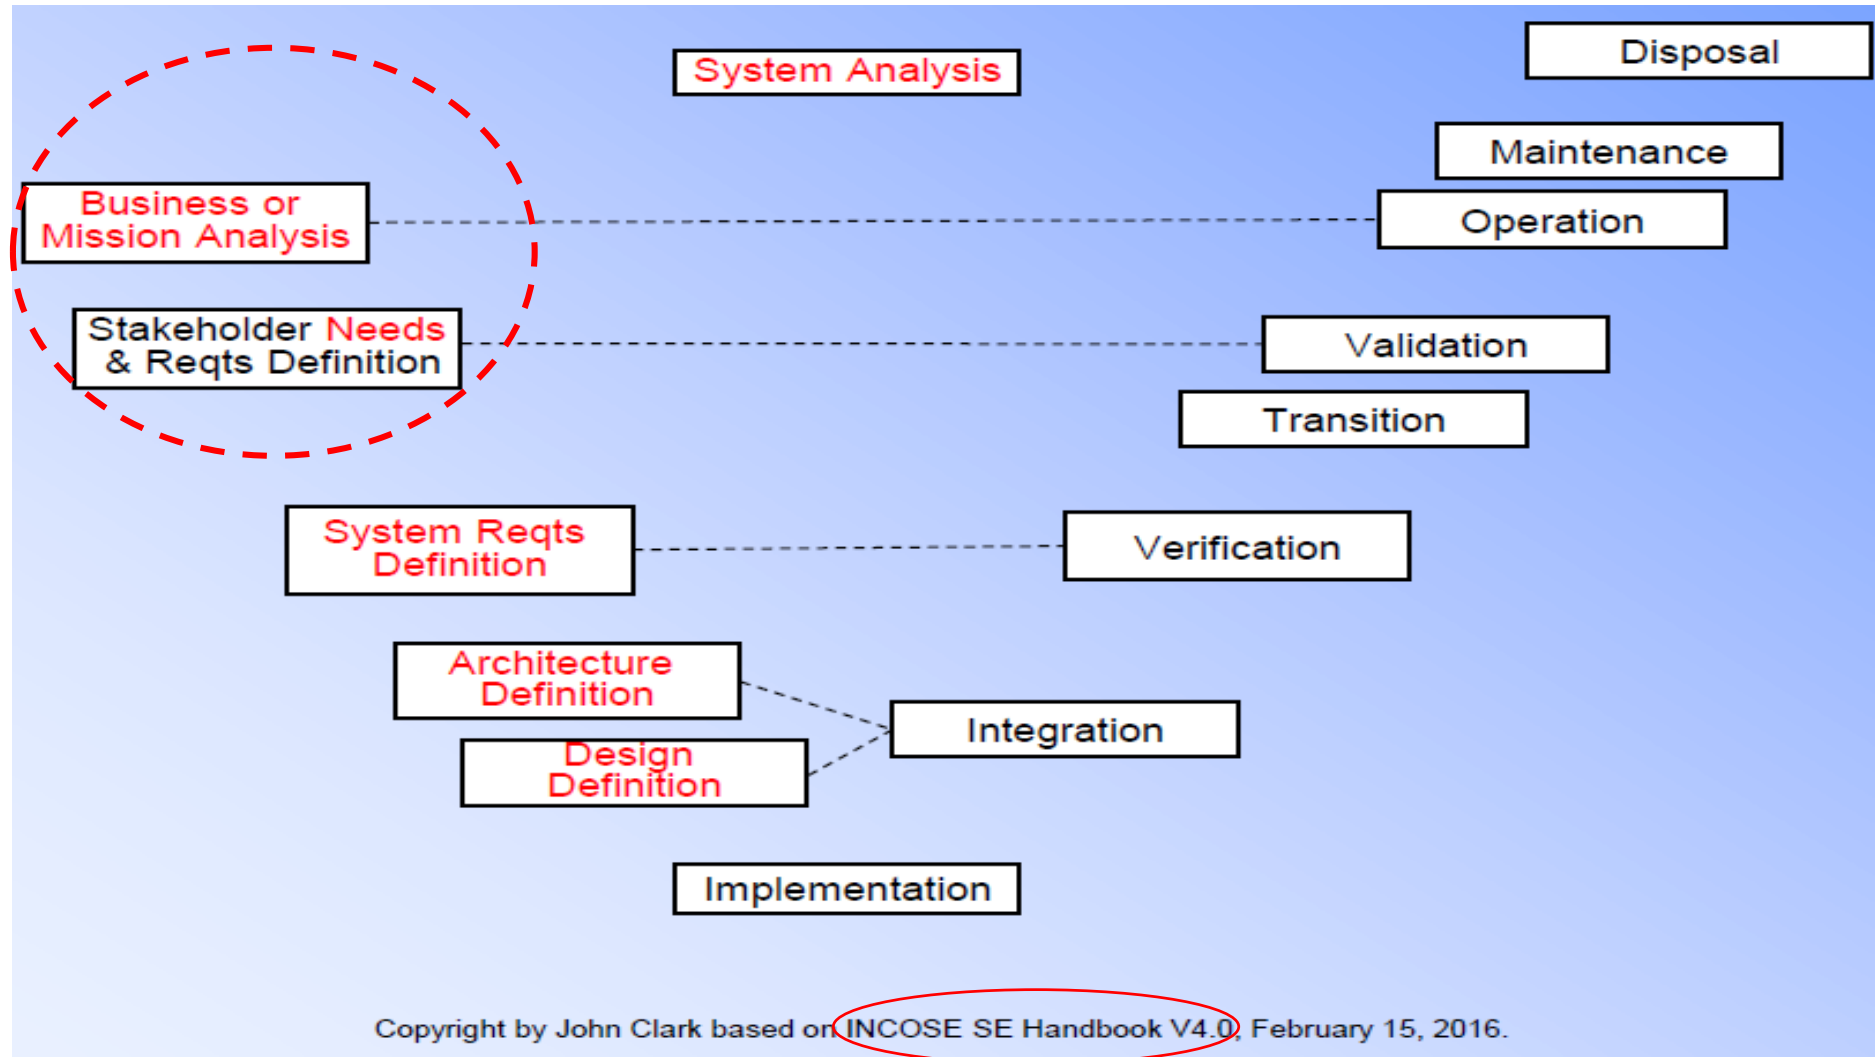 System Analysis
Disposal
Maintenance
Business or
Mission Analysis
Operation
Stakeholder Needs
& Reqts Definition
Validation
Transition
System Reqts
Definition
Verification
Architecture
Definition
Integration
Design
Definition
Implementation
Copyright by John Clark based on INCOSE SE Handbook V4.0, February 15, 2016.